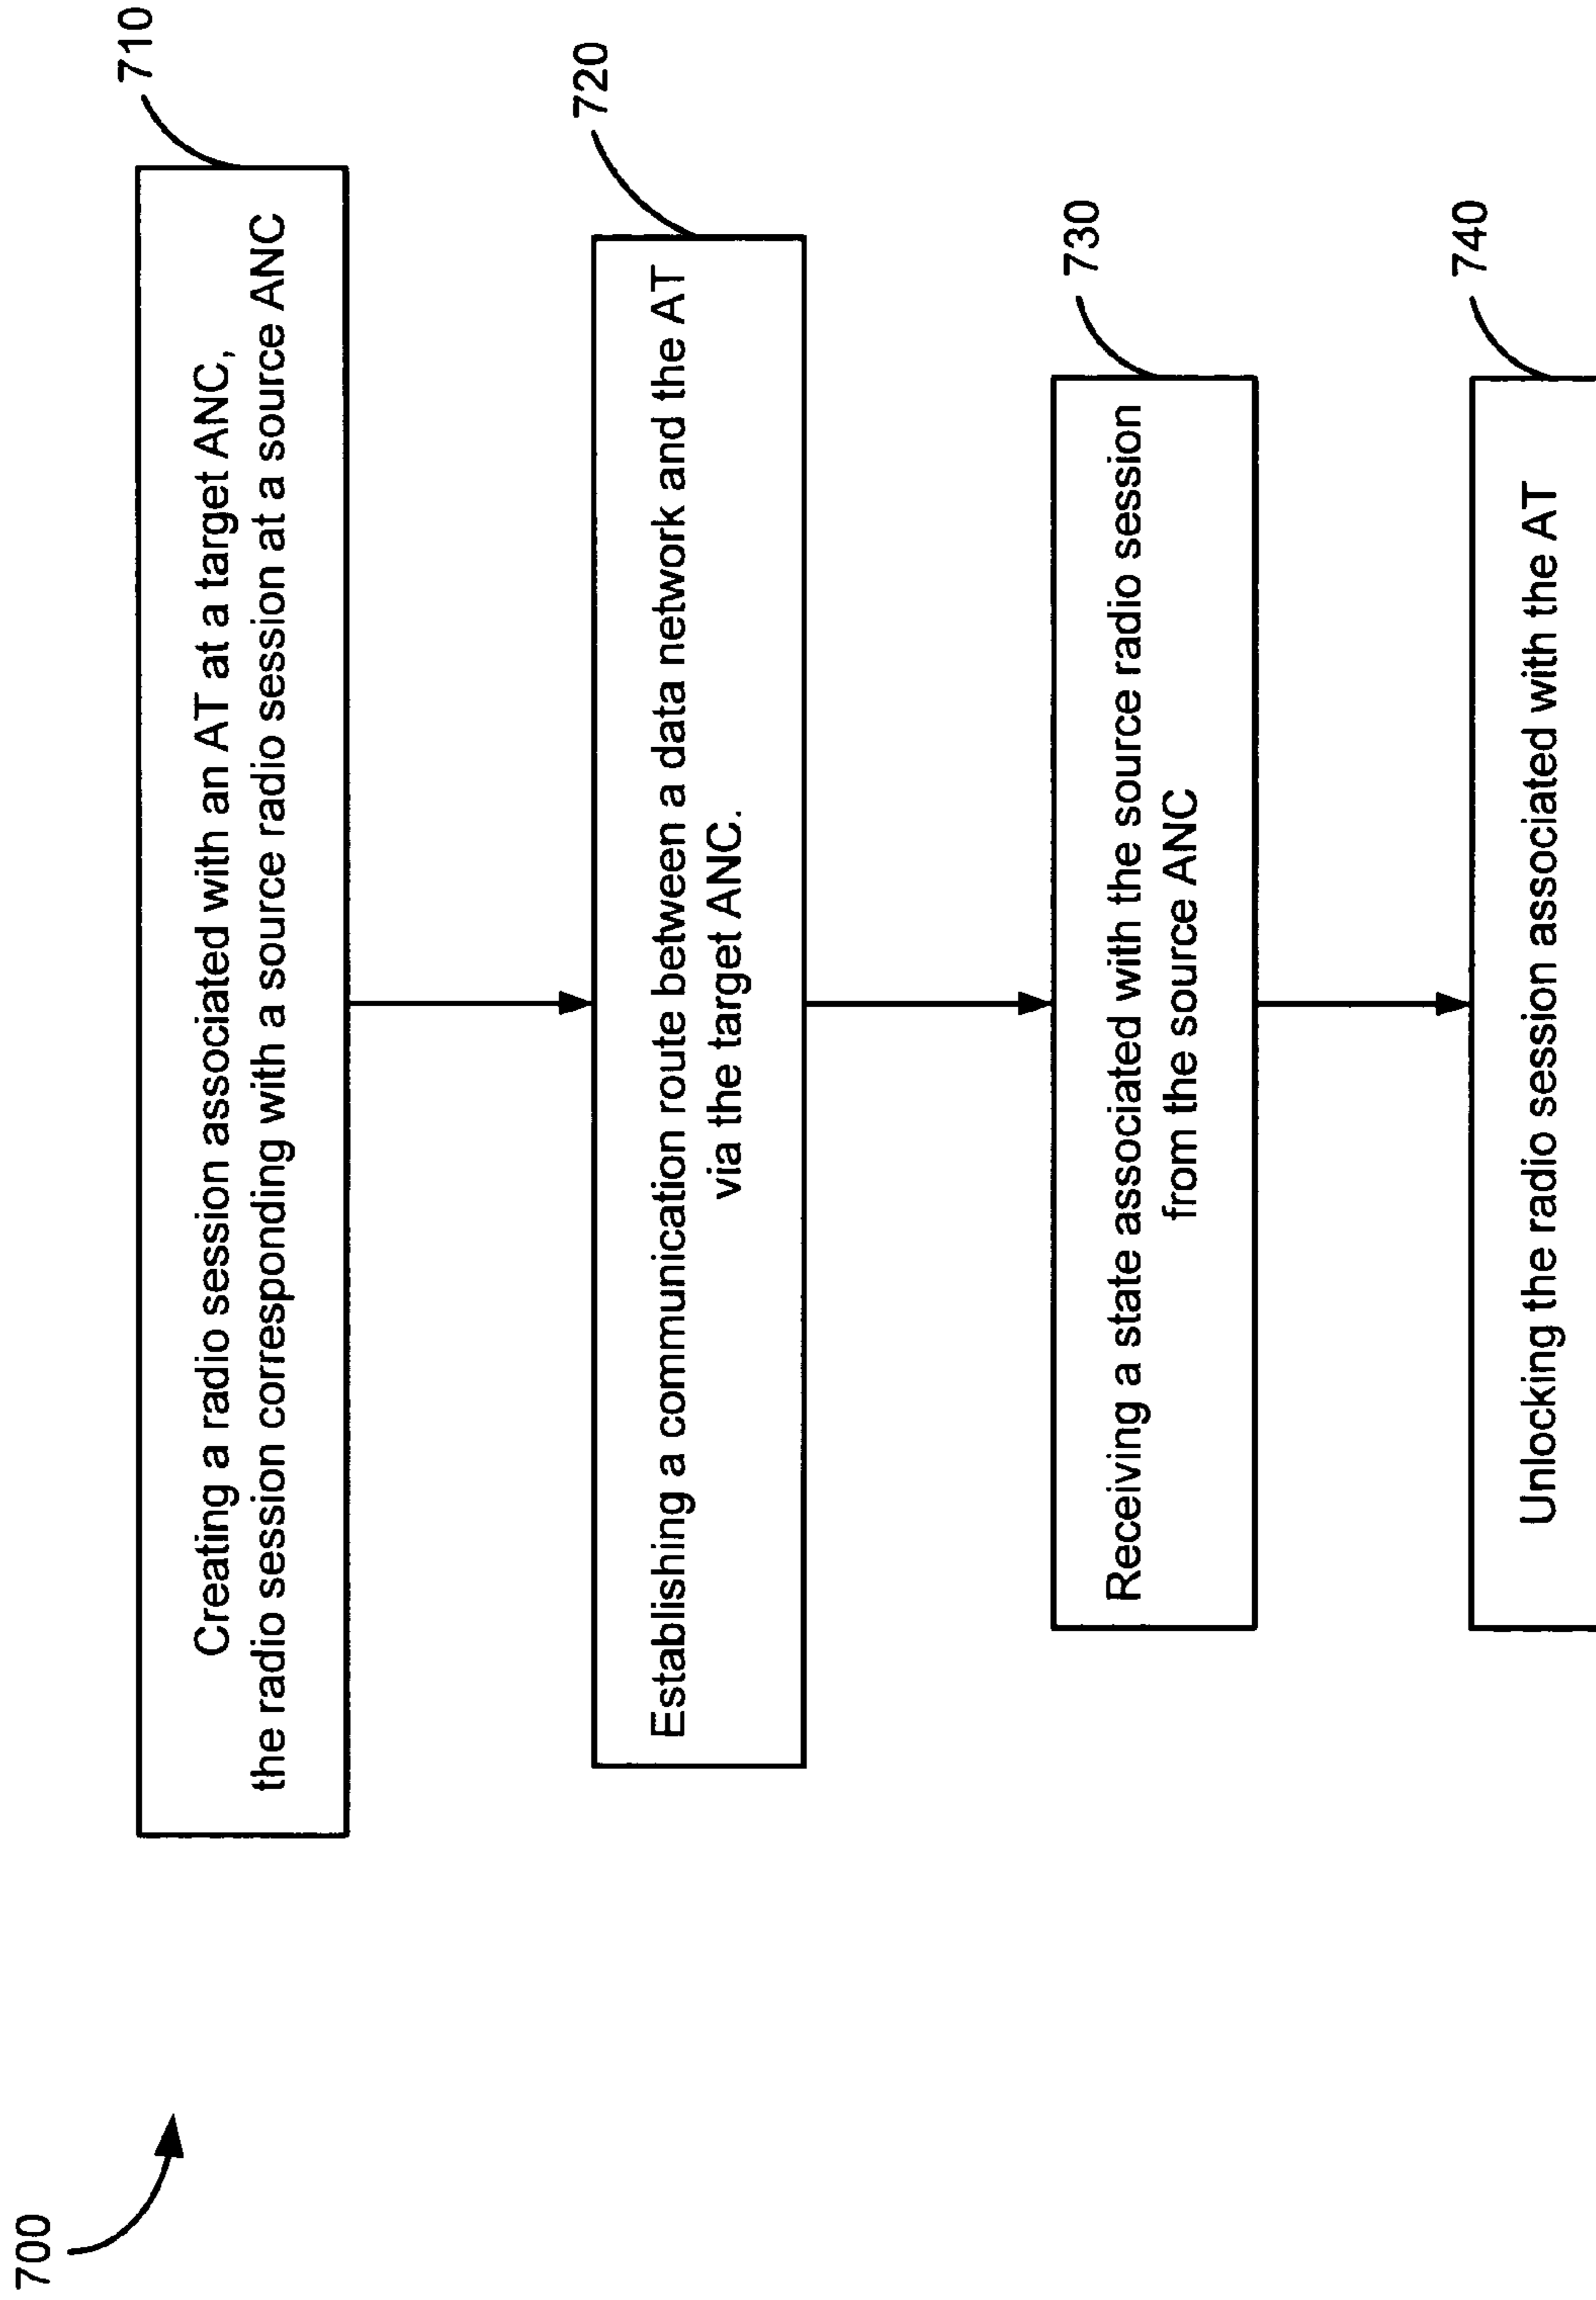 700
710
Creating a radio session associated with an AT at a target ANC,
the radio session corresponding with a source radio session at a source ANC
720
Establishing a communication route between a data network and the AT
via the target ANC.
730
Receiving a state associated with the source radio session
from the source ANC
740
Unlocking the radio session associated with the AT